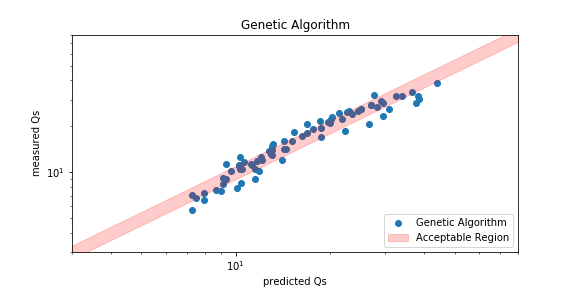 Genetic Algorithm
measured Qs
10¹
Genetic Algorithm
Acceptable Region
10¹
predicted Qs